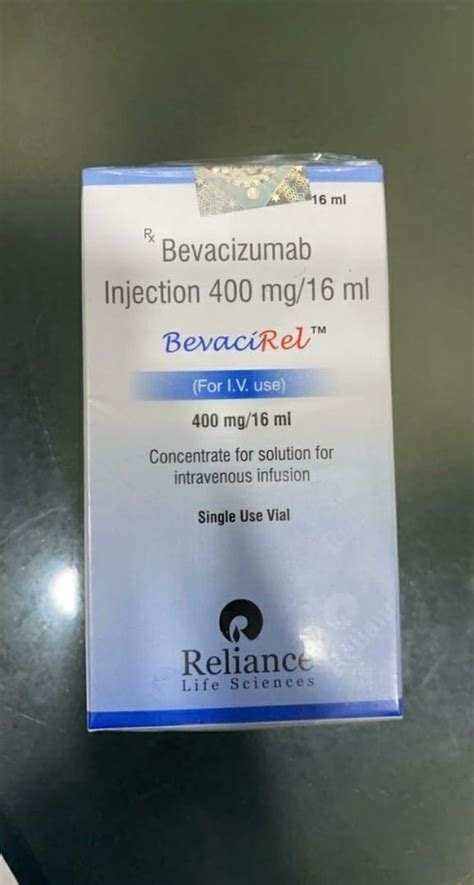 16 ml
Rx Bevacizumab
Injection 400 mg/16 ml
BevaciRel™
(For I.V. use)
400 mg/16 ml
Concentrate for solution for
intravenous infusion
Single Use Vial
Reliance
Life Sciences